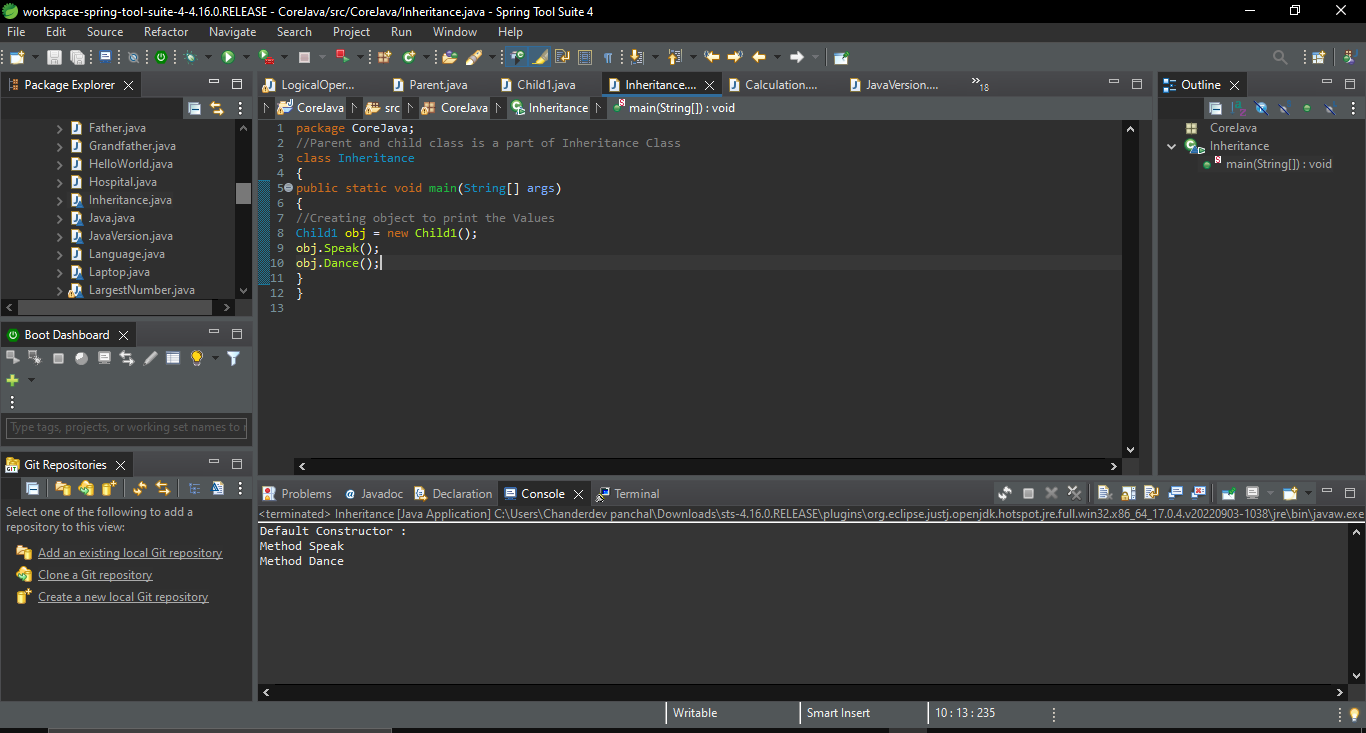 workspace-spring-tool-suite-4-4.16.0.RELEASE - CoreJava/src/CoreJava/Inheritance.java - Spring Tool Suite 4
File Edit Source Refactor Navigate Search Project Run Window Help
Package Explorer
Father.java
Grandfather.java
HelloWorld.java
Hospital.java
Inheritance.java
Java.java
JavaVersion.java
Language.java
Laptop.java
LargestNumber.java
Boot Dashboard
Type tags, projects, or working set names to
Git Repositories
Select one of the following to add a
repository to this view:
Add an existing local Git repository
Clone a Git repository
Create a new local Git repository
LogicalOper... Parent.java Child1.java Inheritance.... Calculation.... JavaVersion.... »18
CoreJava src CoreJava Inheritance main(String[]) : void
1 package CoreJava;
2 //Parent and child class is a part of Inheritance Class
3 class Inheritance
4 {
5 public static void main(String[] args)
6 {
7 //Creating object to print the Values
8 Child1 obj = new Child1();
9 obj.Speak();
10 obj.Dance();
11 }
12 }
13
Outline
CoreJava
Inheritance
main(String[]) : void
Problems @ Javadoc Declaration Console Terminal
<terminated> Inheritance [Java Application] C:\Users\Chanderdev panchal\Downloads\sts-4.16.0.RELEASE\plugins\org.eclipse.justj.openjdk.hotspot.jre.full.win32.x86_64_17.0.4.v20220903-1038\jre\bin\javaw.exe
Default Constructor :
Method Speak
Method Dance
Writable Smart Insert 10 : 13 : 235